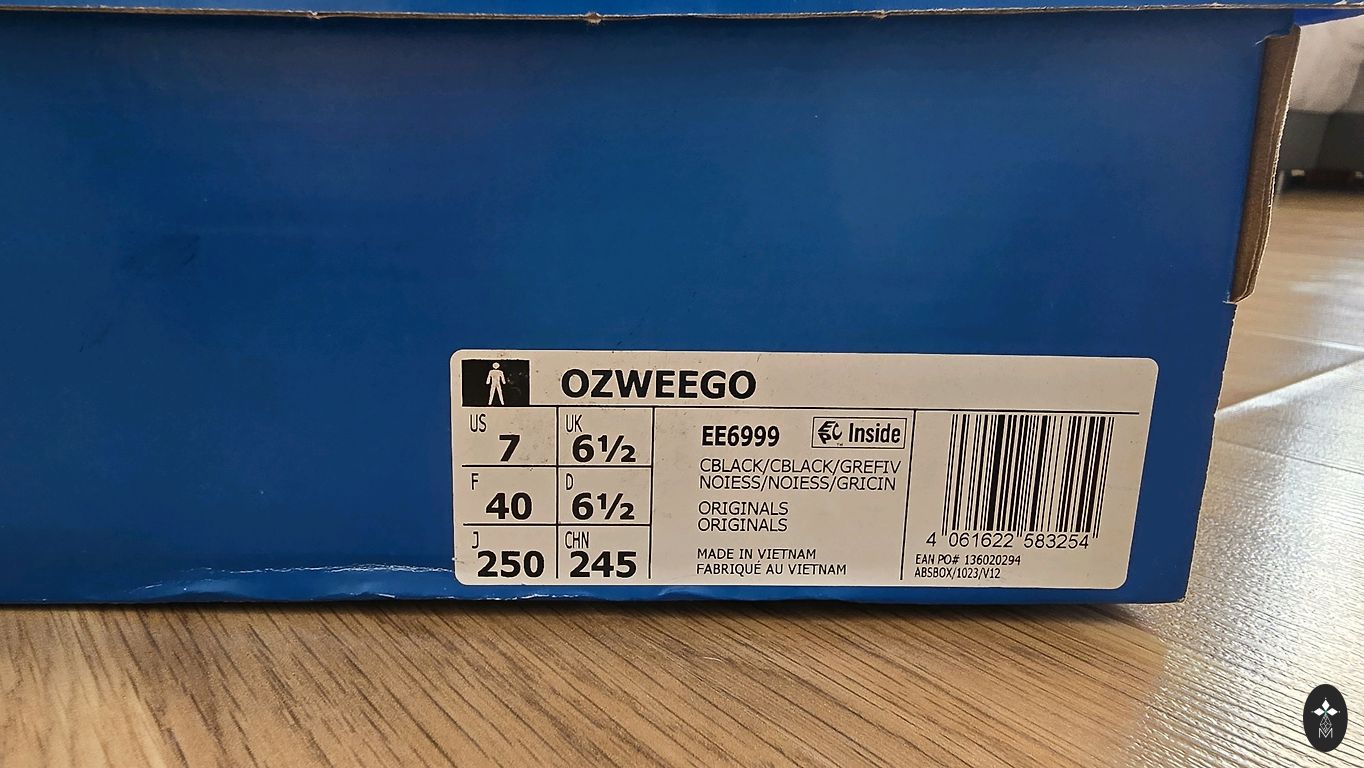 OZWEEGO
US
7
UK
6½
F
40
D
6½
J
250
CHN
245
EE6999
Inside
CBLACK/CBLACK/GREFIV
NOIESS/NOIESS/GRICIN
ORIGINALS
ORIGINALS
MADE IN VIETNAM
FABRIQUÉ AU VIETNAM
4 061622 583254
EAN PO# 136020294
ABSBOX/1023/V12
M